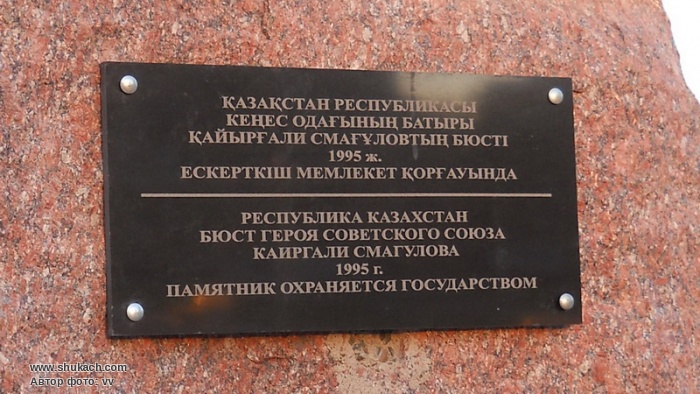 ҚАЗАҚСТАН РЕСПУБЛИКАСЫ
КЕҢЕС ОДАҒЫНЫҢ БАТЫРЫ
ҚАЙЫРҒАЛИ СМАҒҰЛОВТЫҢ БЮСТІ
1995 ж.
ЕСКЕРТКІШ МЕМЛЕКЕТ ҚОРҒАУЫНДА
РЕСПУБЛИКА КАЗАХСТАН
БЮСТ ГЕРОЯ СОВЕТСКОГО СОЮЗА
КАИРГАЛИ СМАГУЛОВА
1995 г.
ПАМЯТНИК ОХРАНЯЕТСЯ ГОСУДАРСТВОМ
www.shukach.com
Автор фото: vv